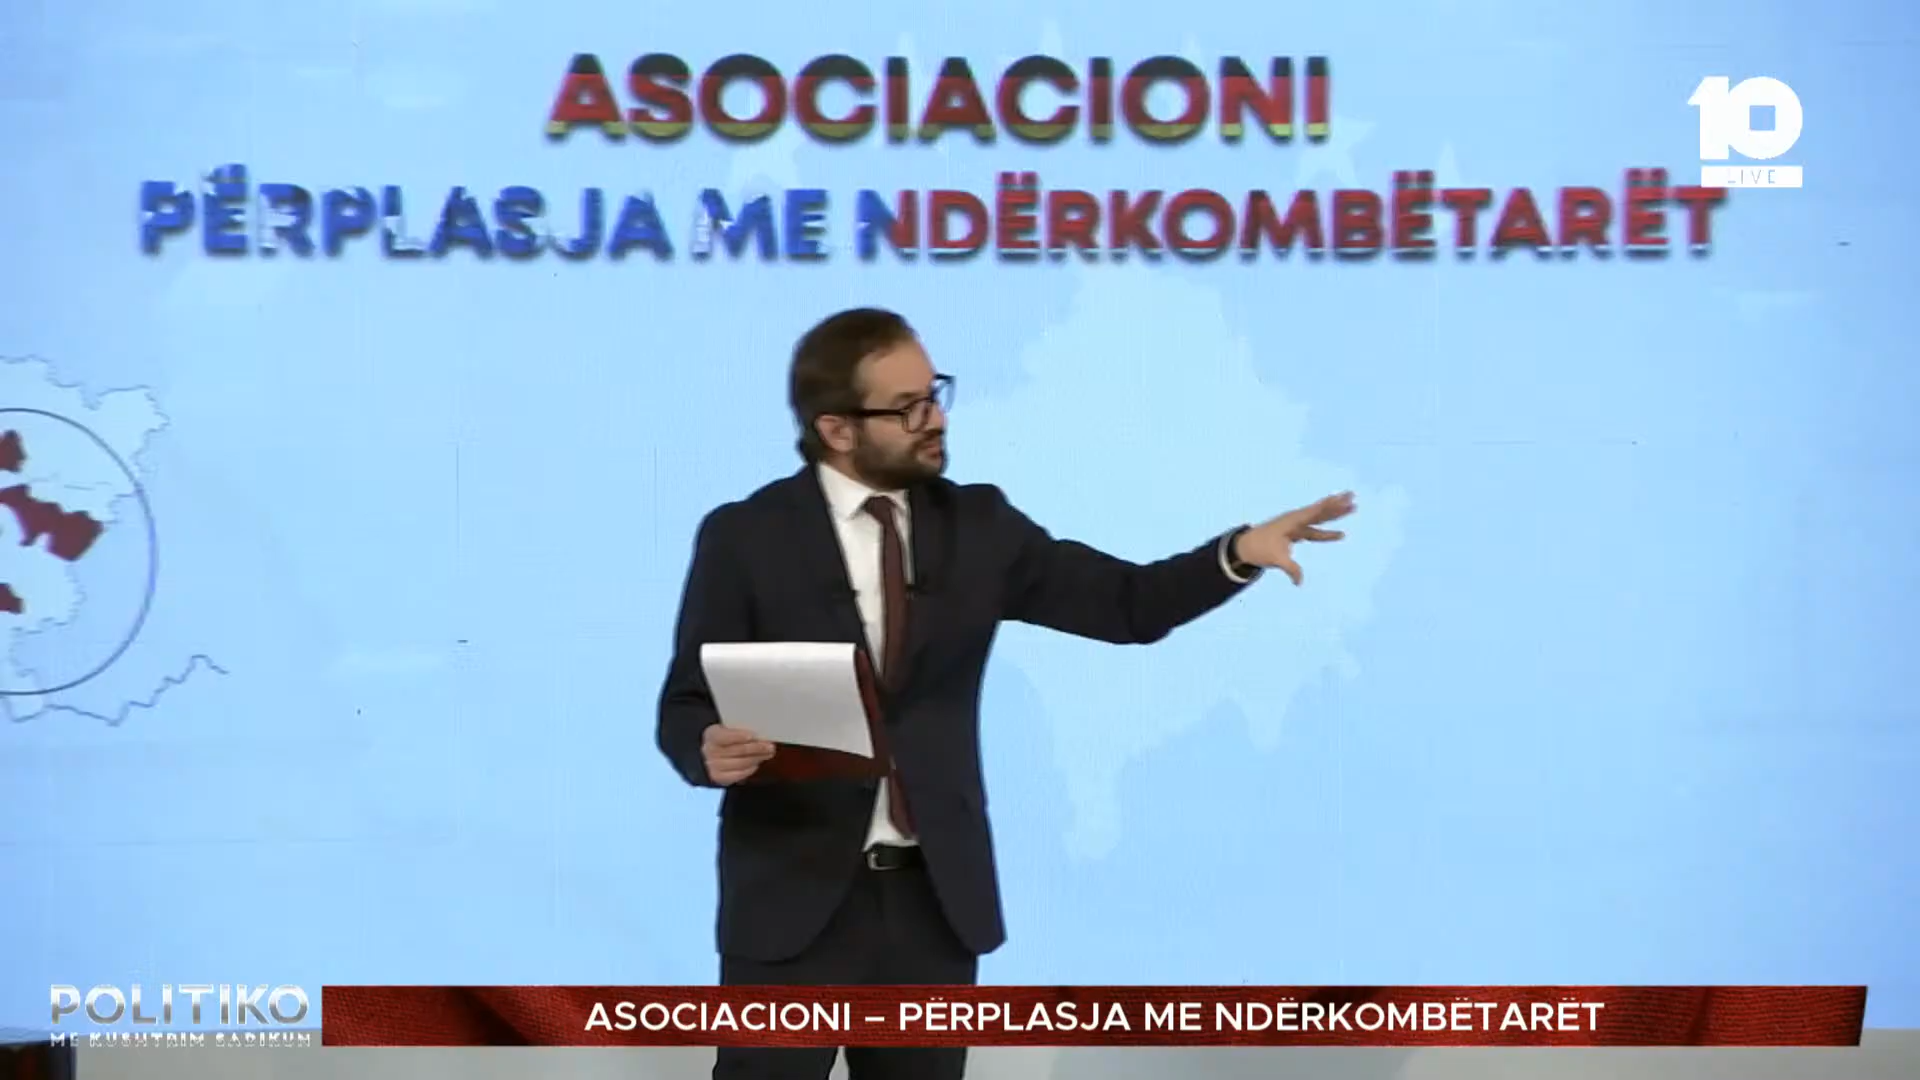 ASOCIACIONI
PËRPLASJA ME NDËRKOMBËTARËT
10
LIVE
POLITIKO
ME KUSHTRIM SADIKUN
ASOCIACIONI – PËRPLASJA ME NDËRKOMBËTARËT